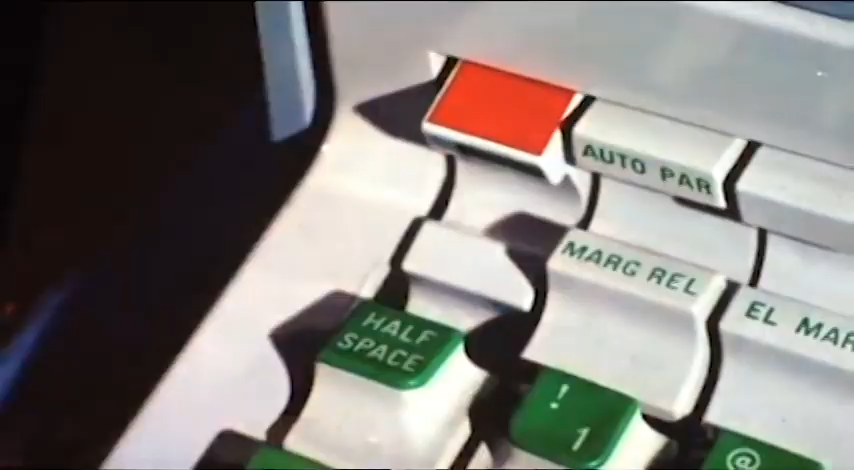 AUTO PAR
MARG REL
EL MAR
HALF
SPACE
!
1
@